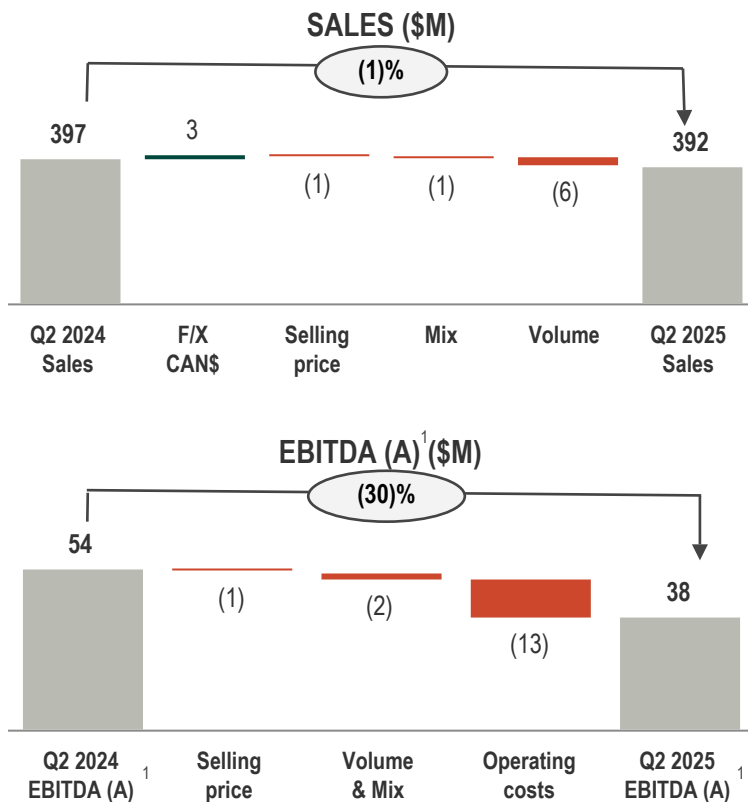 SALES ($M)
(1)%
397
3
(1)
(1)
(6)
392
Q2 2024
Sales
F/X
CAN$
Selling
price
Mix
Volume
Q2 2025
Sales
EBITDA (A)¹($M)
(30)%
54
(1)
(2)
(13)
38
Q2 2024
EBITDA (A) ¹
Selling
price
Volume
& Mix
Operating
costs
Q2 2025
EBITDA (A) ¹